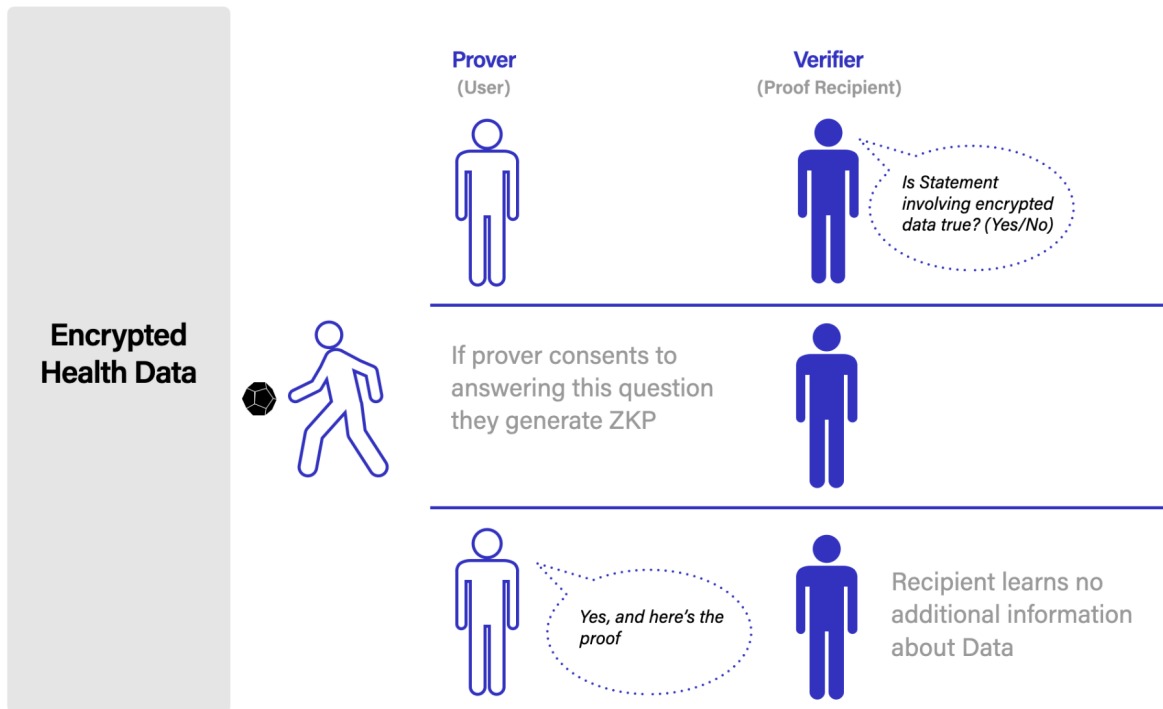 Prover
(User)
Verifier
(Proof Recipient)
Is Statement
involving encrypted
data true? (Yes/No)
Encrypted
Health Data
If prover consents to
answering this question
they generate ZKP
Yes, and here's the
proof
Recipient learns no
additional information
about Data